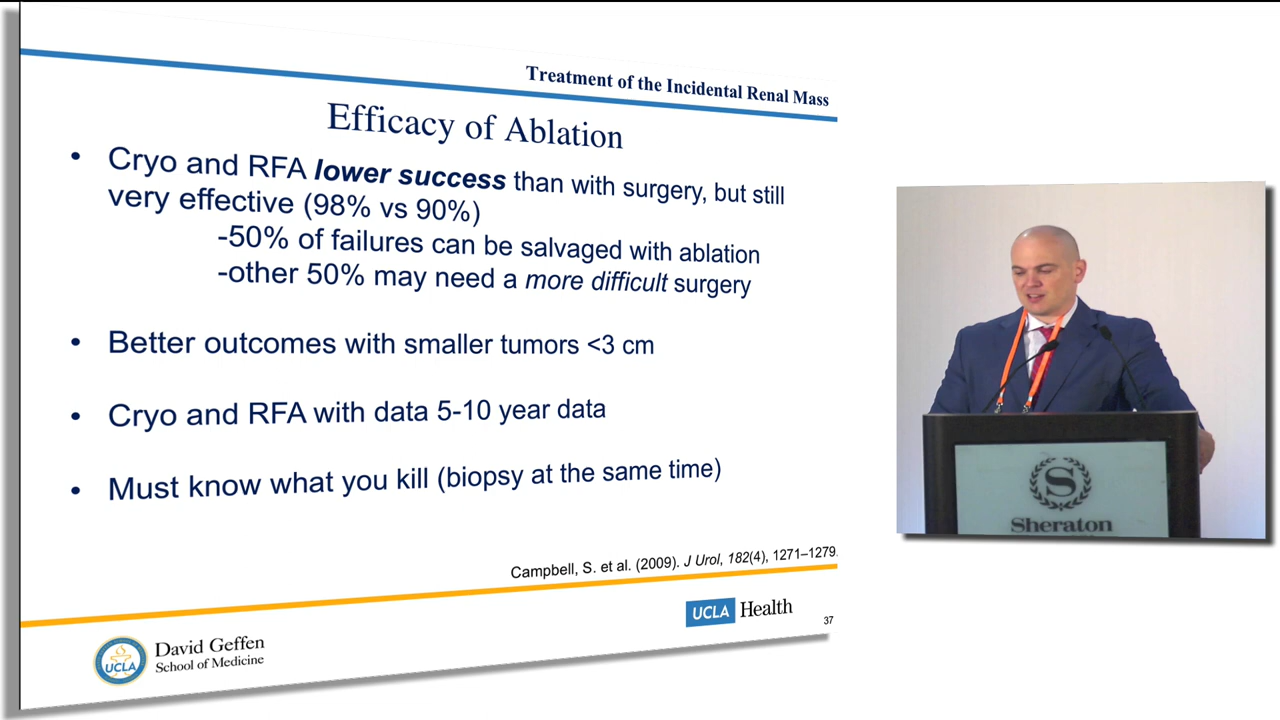 Treatment of the Incidental Renal Mass
Efficacy of Ablation
• Cryo and RFA lower success than with surgery, but still
very effective (98% vs 90%)
-50% of failures can be salvaged with ablation
-other 50% may need a more difficult surgery
• Better outcomes with smaller tumors <3 cm
• Cryo and RFA with data 5-10 year data
• Must know what you kill (biopsy at the same time)
Campbell, S. et al. (2009). J Urol, 182(4), 1271–1279.
UCLA Health
37
UCLA
David Geffen
School of Medicine
S
Sheraton